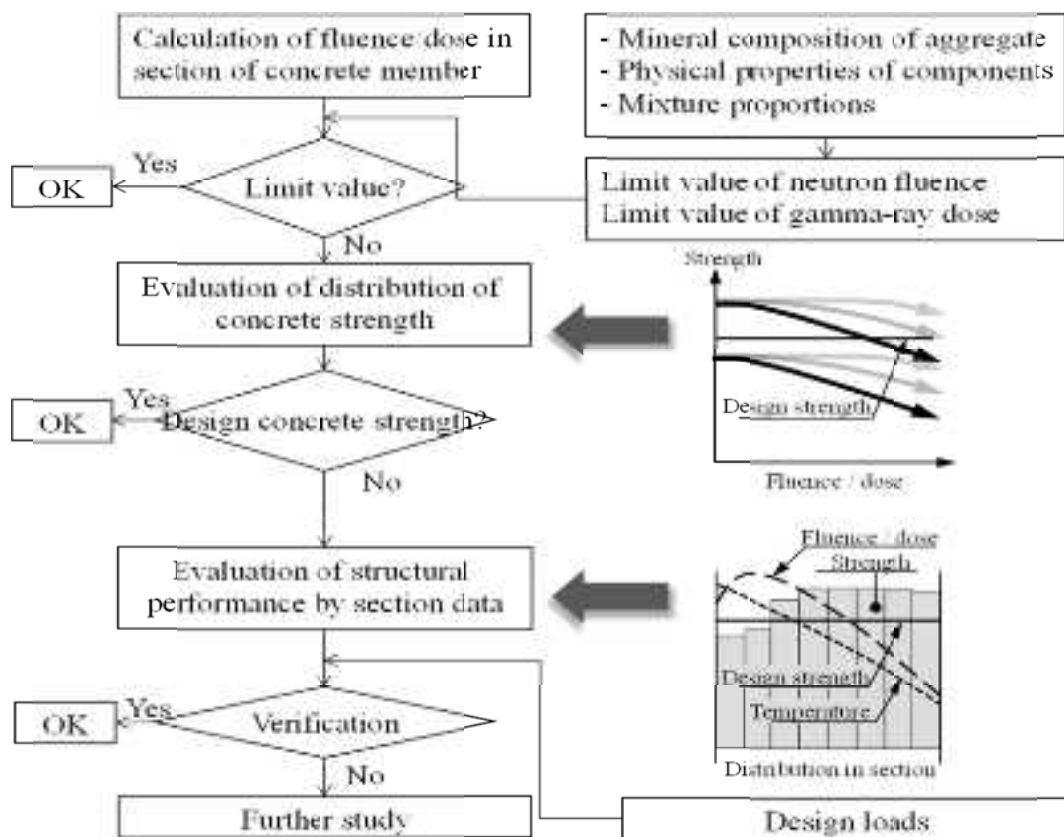 Calculation of fluence/dose in
section of concrete member
- Mineral composition of aggregate
- Physical properties of components
- Mixture proportions
Yes
OK
Limit value?
Limit value of neutron fluence
Limit value of gamma-ray dose
No
Strength
Evaluation of distribution of
concrete strength
Design strength
Fluence / dose
Yes
OK
Design concrete strength?
No
Fluence / dose
Strength
Evaluation of structural
performance by section data
Design strength
Temperature
Distribution in section
Yes
OK
Verification
No
Further study
Design loads